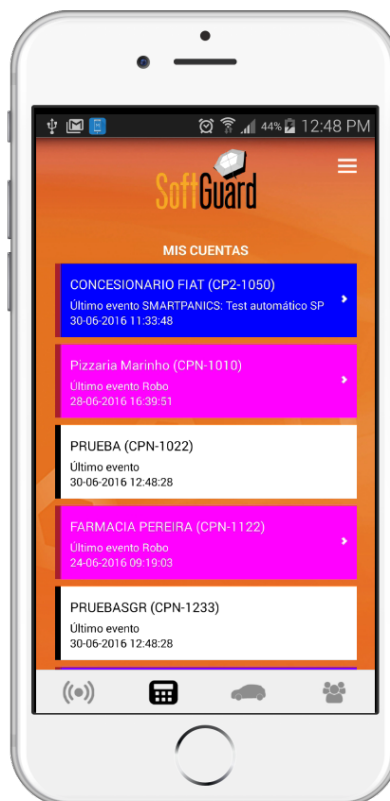 44% 12:48 PM
SoftGuard
MIS CUENTAS
CONCESIONARIO FIAT (CP2-1050)
Último evento SMARTPANICS: Test automático SP
30-06-2016 11:33:48
Pizzaria Marinho (CPN-1010)
Último evento Robo
28-06-2016 16:39:51
PRUEBA (CPN-1022)
Último evento
30-06-2016 12:48:28
FARMACIA PEREIRA (CPN-1122)
Último evento Robo
24-06-2016 09:19:03
PRUEBASGR (CPN-1233)
Último evento
30-06-2016 12:48:28